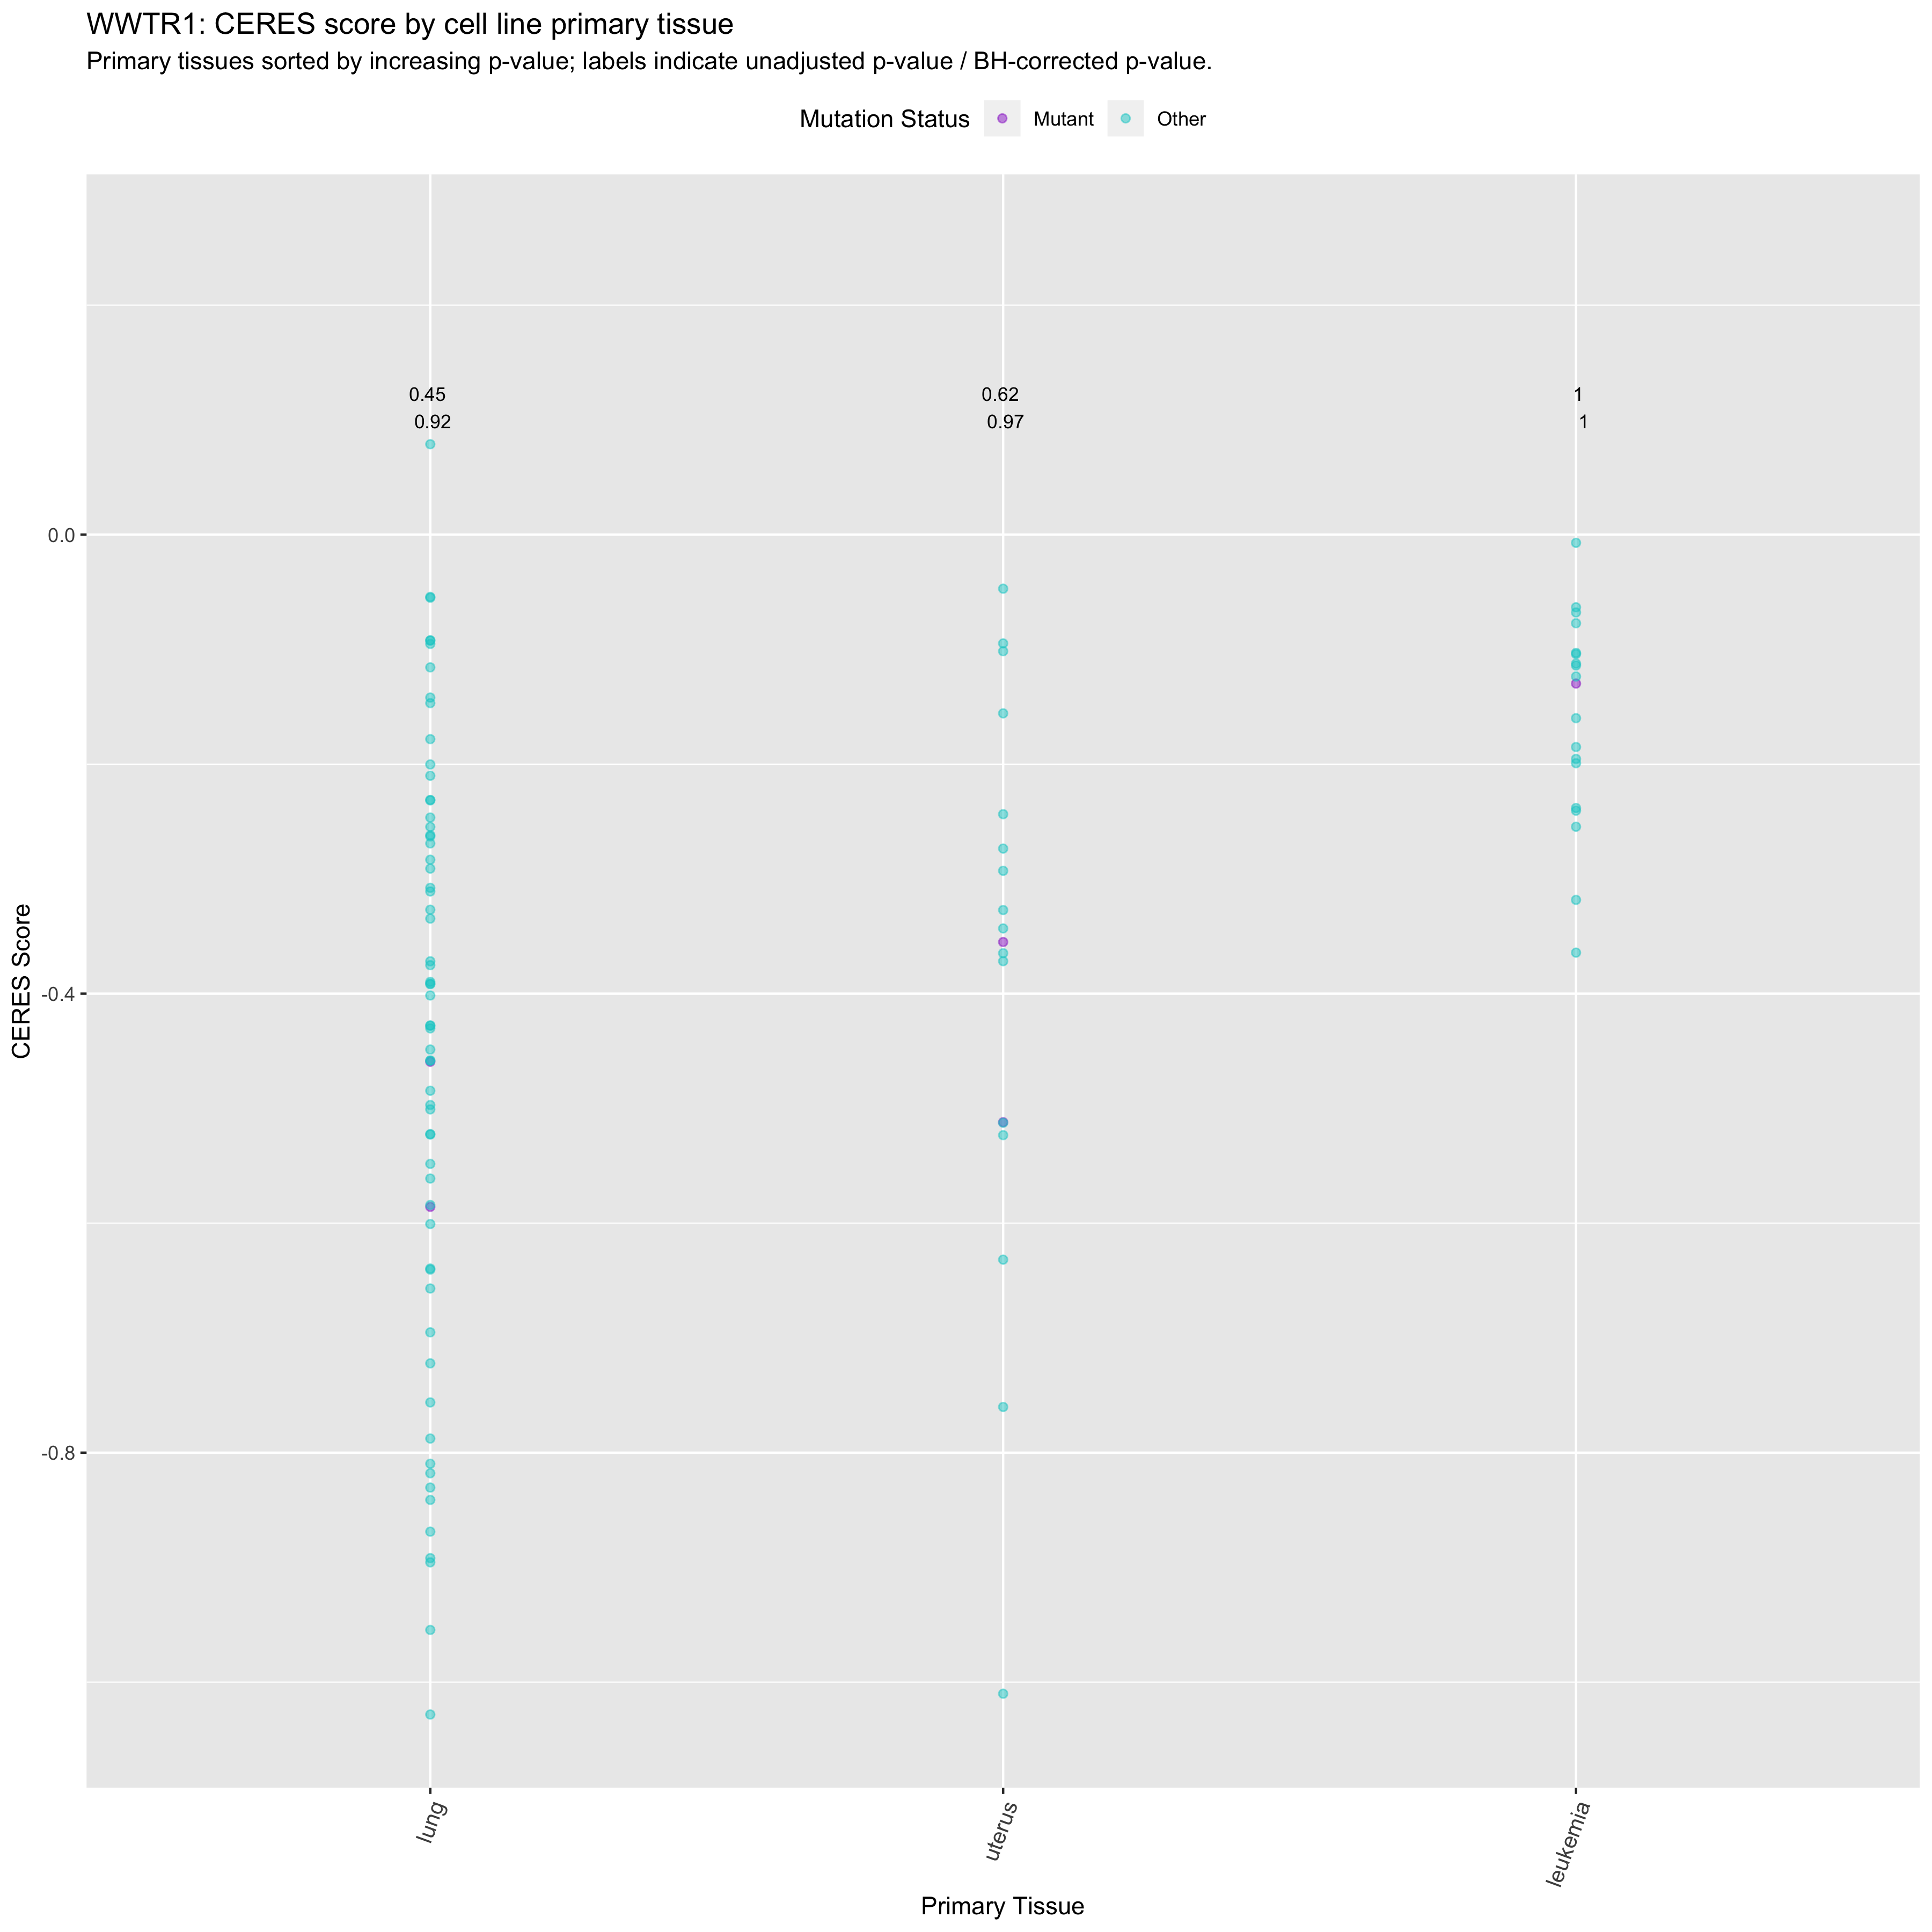 WWTR1: CERES score by cell line primary tissue
Primary tissues sorted by increasing p-value; labels indicate unadjusted p-value / BH-corrected p-value.
Mutation Status Mutant Other
0.45 0.62 1
0.92 0.97 1
0.0
-0.4
-0.8
CERES Score
lung uterus leukemia
Primary Tissue